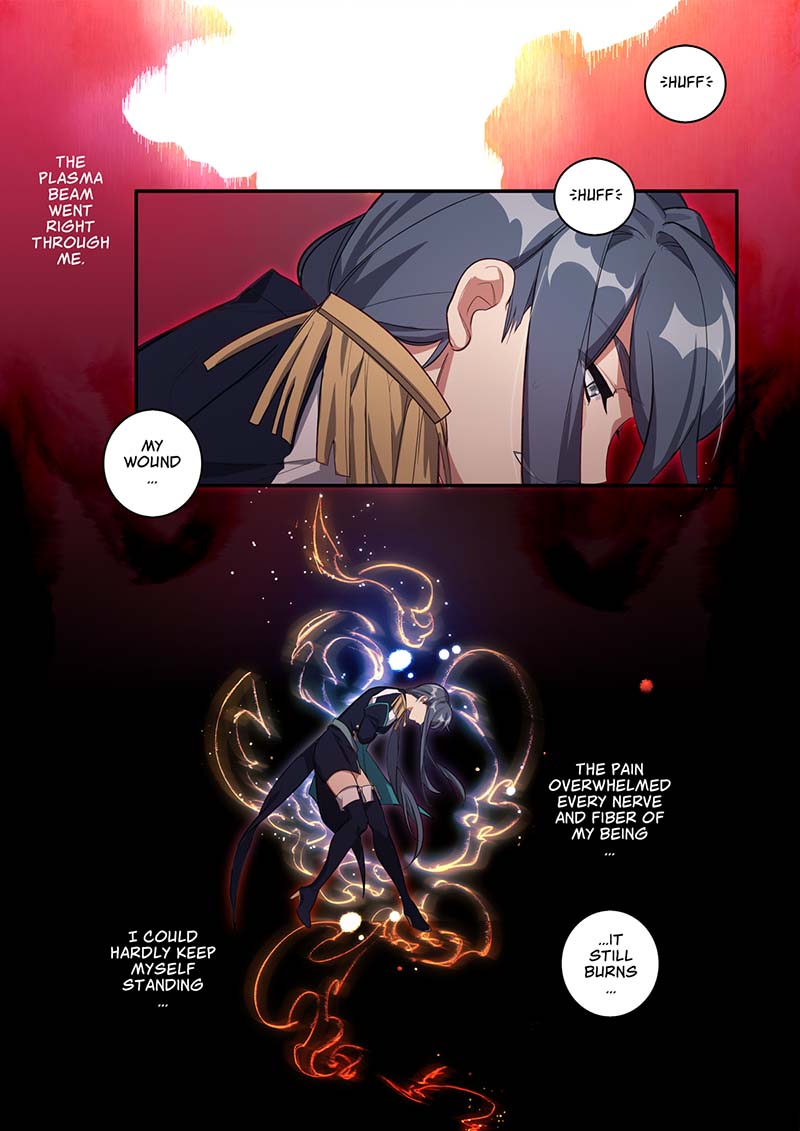 HUFF
HUFF
THE
PLASMA
BEAM
WENT
RIGHT
THROUGH
ME.
MY
WOUND
...
THE PAIN
OVERWHELMED
EVERY NERVE
AND FIBER OF
MY BEING
...
I COULD
HARDLY KEEP
MYSELF
STANDING
...
...IT
STILL
BURNS
...